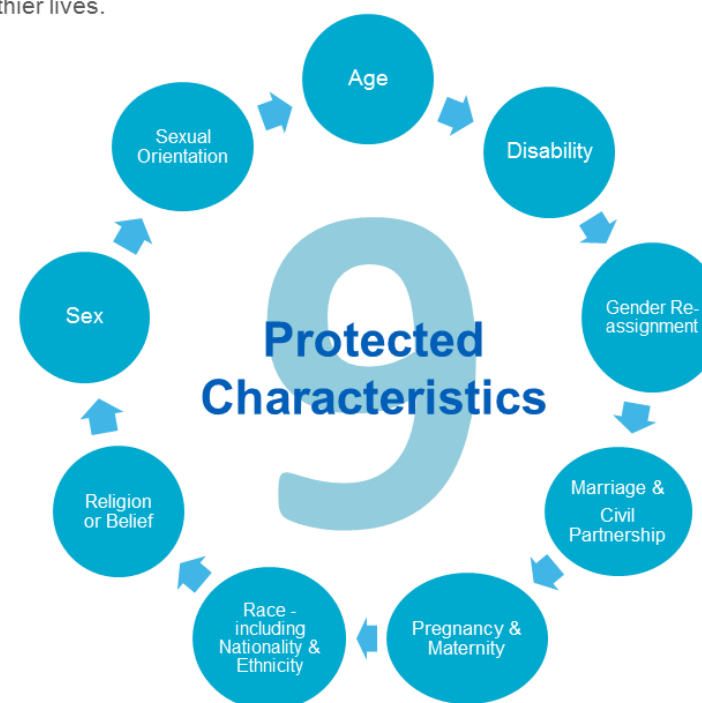 thier lives.
Age
Disability
Gender Re-
assignment
Marriage &
Civil
Partnership
Pregnancy &
Maternity
Race -
including
Nationality &
Ethnicity
Religion
or Belief
Sex
Sexual
Orientation
9
Protected
Characteristics